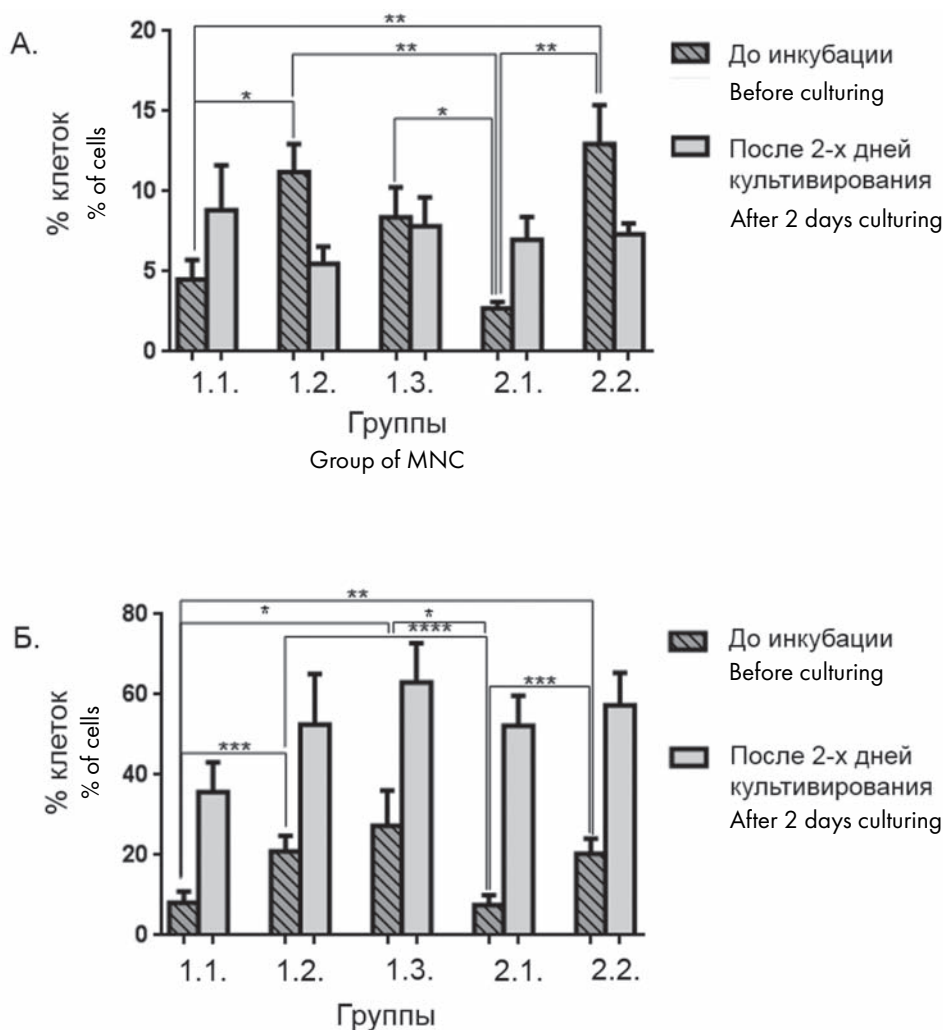 А.
% клеток
% of cells
20
15
10
5
0
**
**
**
*
*
1.1. 1.2. 1.3. 2.1. 2.2.
Группы
Group of MNC
До инкубации
Before culturing
После 2-х дней
культивирования
After 2 days culturing
Б.
% клеток
% of cells
80
60
40
20
0
**
*
*
****
***
***
1.1. 1.2. 1.3. 2.1. 2.2.
Группы
До инкубации
Before culturing
После 2-х дней
культивирования
After 2 days culturing